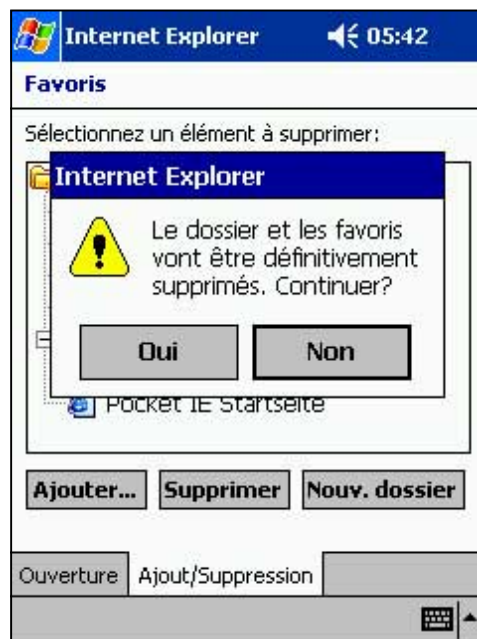 Internet Explorer 05:42
Favoris
Sélectionnez un élément à supprimer:
Internet Explorer
Le dossier et les favoris
vont être définitivement
supprimés. Continuer?
Oui Non
Pocket IE Startseite
Ajouter... Supprimer Nouv. dossier
Ouverture Ajout/Suppression